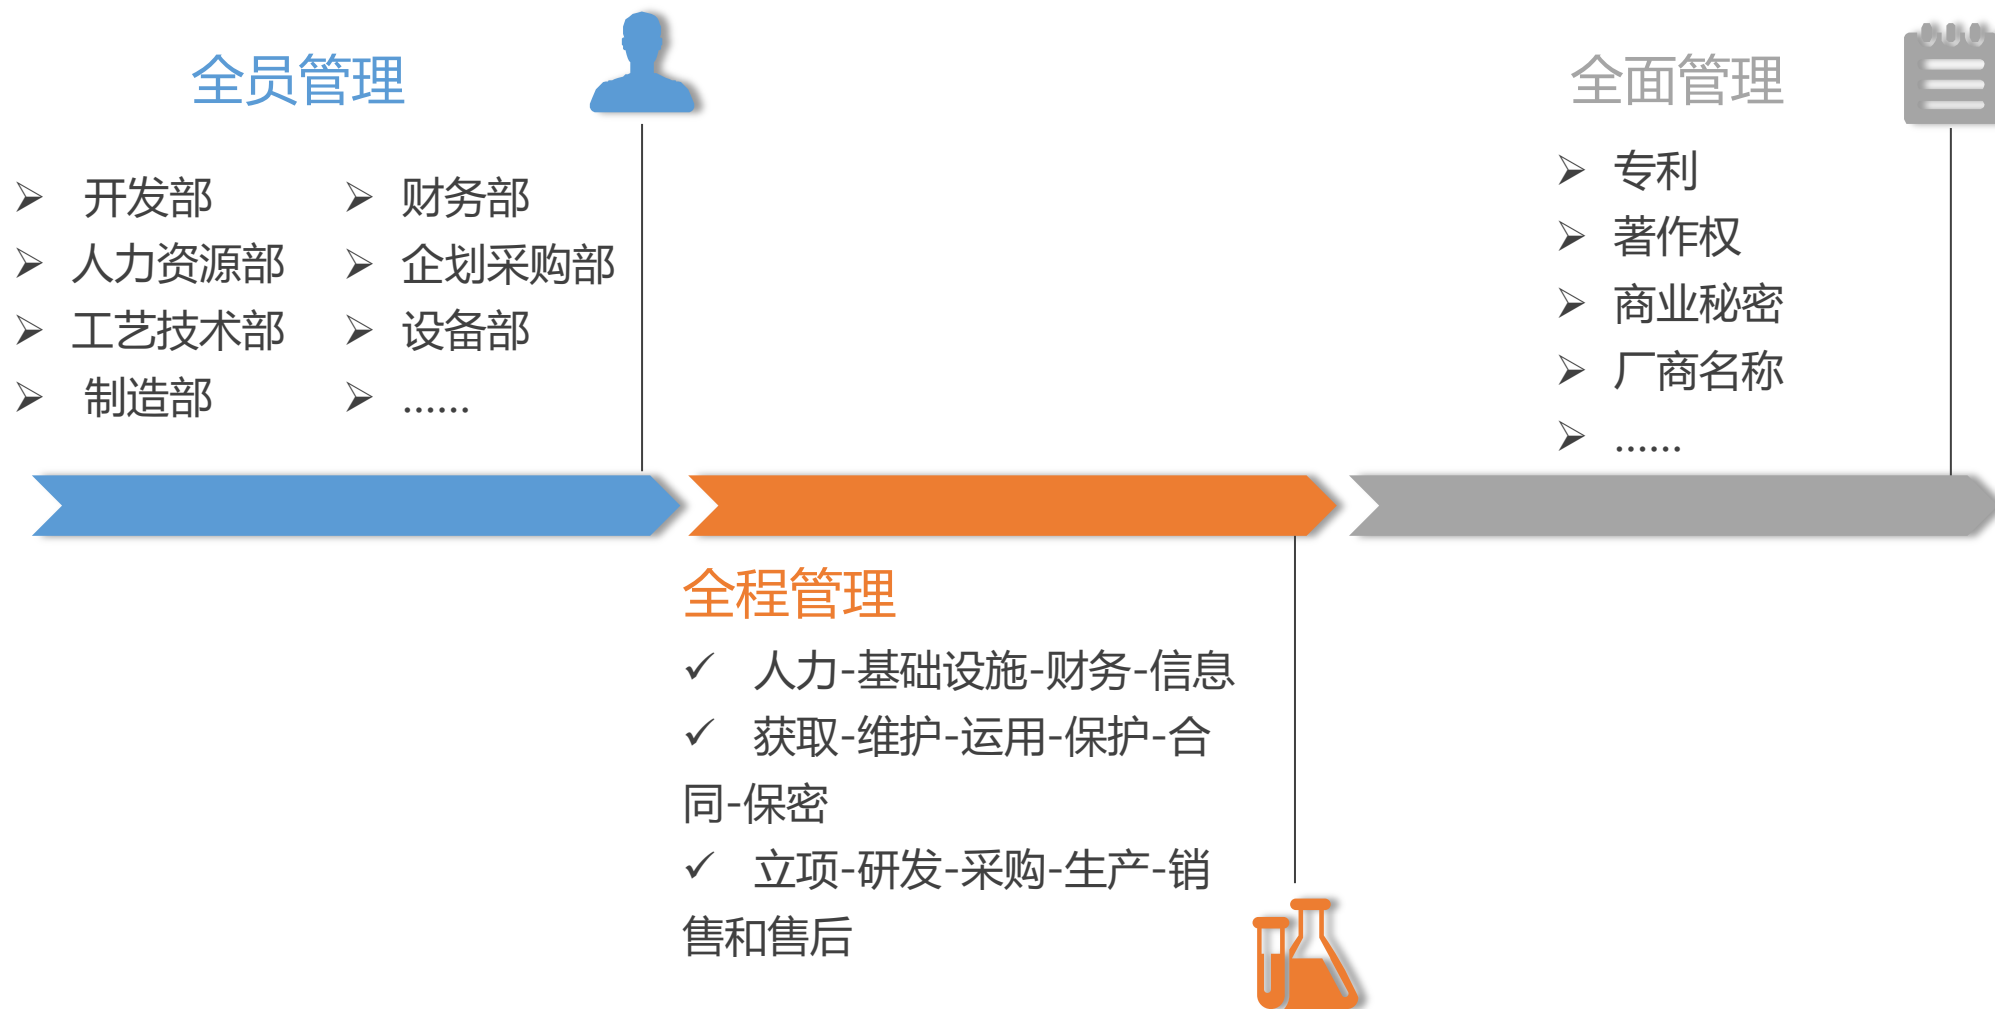 全员管理
开发部
人力资源部
工艺技术部
制造部
财务部
企划采购部
设备部
......
全程管理
人力-基础设施-财务-信息
获取-维护-运用-保护-合
同-保密
立项-研发-采购-生产-销
售和售后
全面管理
专利
著作权
商业秘密
厂商名称
......